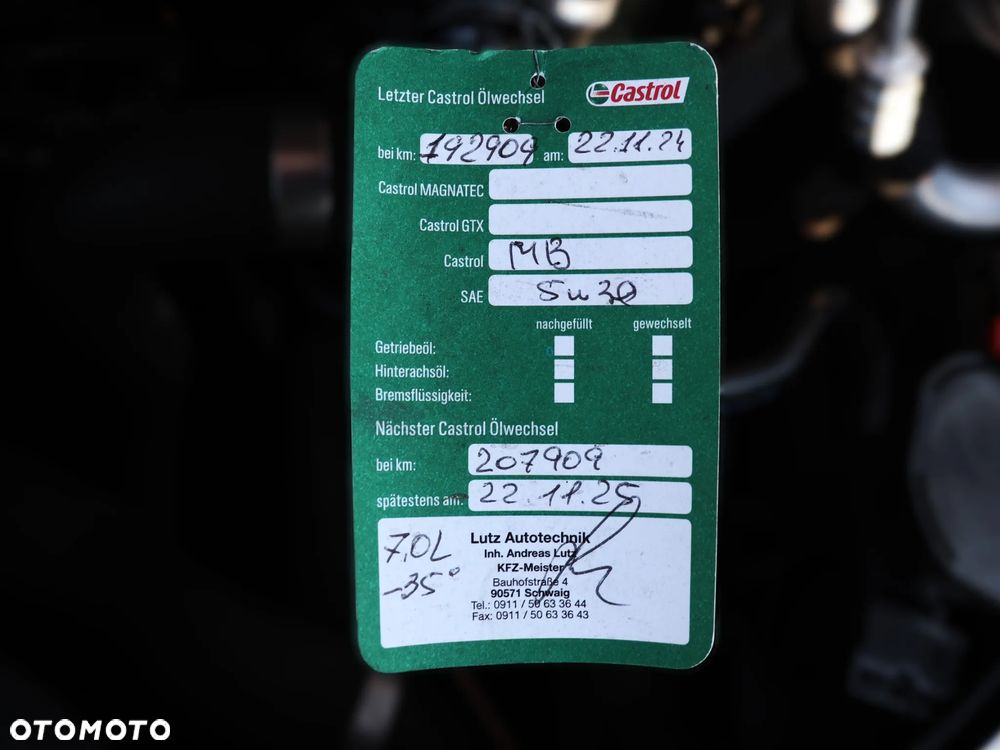 Letzter Castrol Ölwechsel
Castrol
bei km: 192909 am: 22.11.24
Castrol MAGNATEC
Castrol GTX
Castrol MB
SAE 5w30
nachgefüllt gewechselt
Getriebeöl:
Hinterachsöl:
Bremsflüssigkeit:
Nächster Castrol Ölwechsel
bei km: 207909
spätestens am: 22.11.25
7,0L
-35°
Lutz Autotechnik
Inh. Andreas Lutz
KFZ-Meister
Bauhofstraße 4
90571 Schwaig
Tel.: 0911 / 50 63 36 44
Fax: 0911 / 50 63 36 43
OTOMOTO